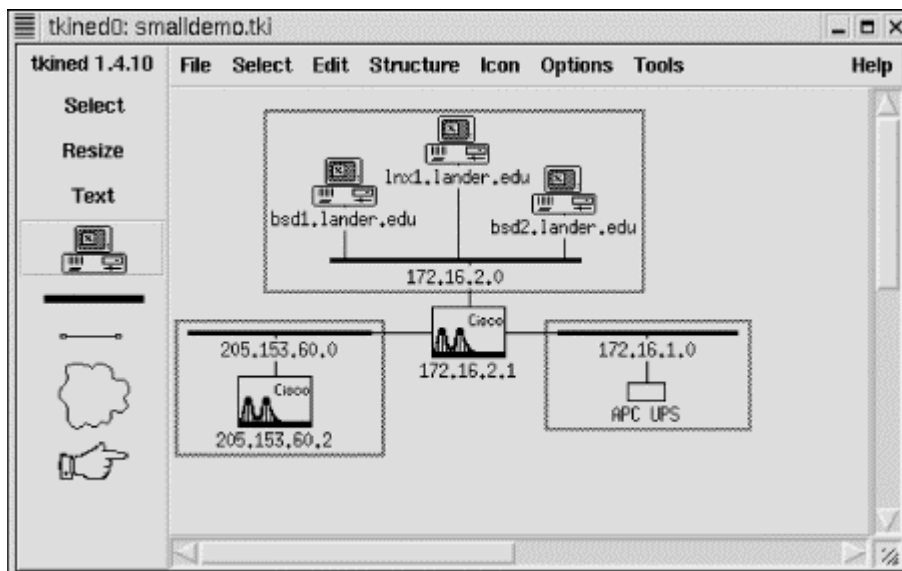 tkined0: smalldemo.tki
tkined 1.4.10
File Select Edit Structure Icon Options Tools Help
Select
Resize
Text
lnx1.lander.edu
bsd1.lander.edu
bsd2.lander.edu
172.16.2.0
Cisco
172.16.2.1
205.153.60.0
Cisco
205.153.60.2
172.16.1.0
APC UPS